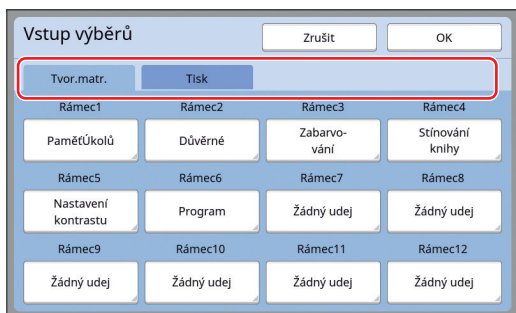 Vstup výběrů Zrušit OK
Tvor.matr. Tisk
Rámec1 Rámec2 Rámec3 Rámec4
PaměťÚkolů Důvěrné Zabarvo-
vání Stínování
knihy
Rámec5 Rámec6 Rámec7 Rámec8
Nastavení
kontrastu Program Žádný udej Žádný udej
Rámec9 Rámec10 Rámec11 Rámec12
Žádný udej Žádný udej Žádný udej Žádný udej